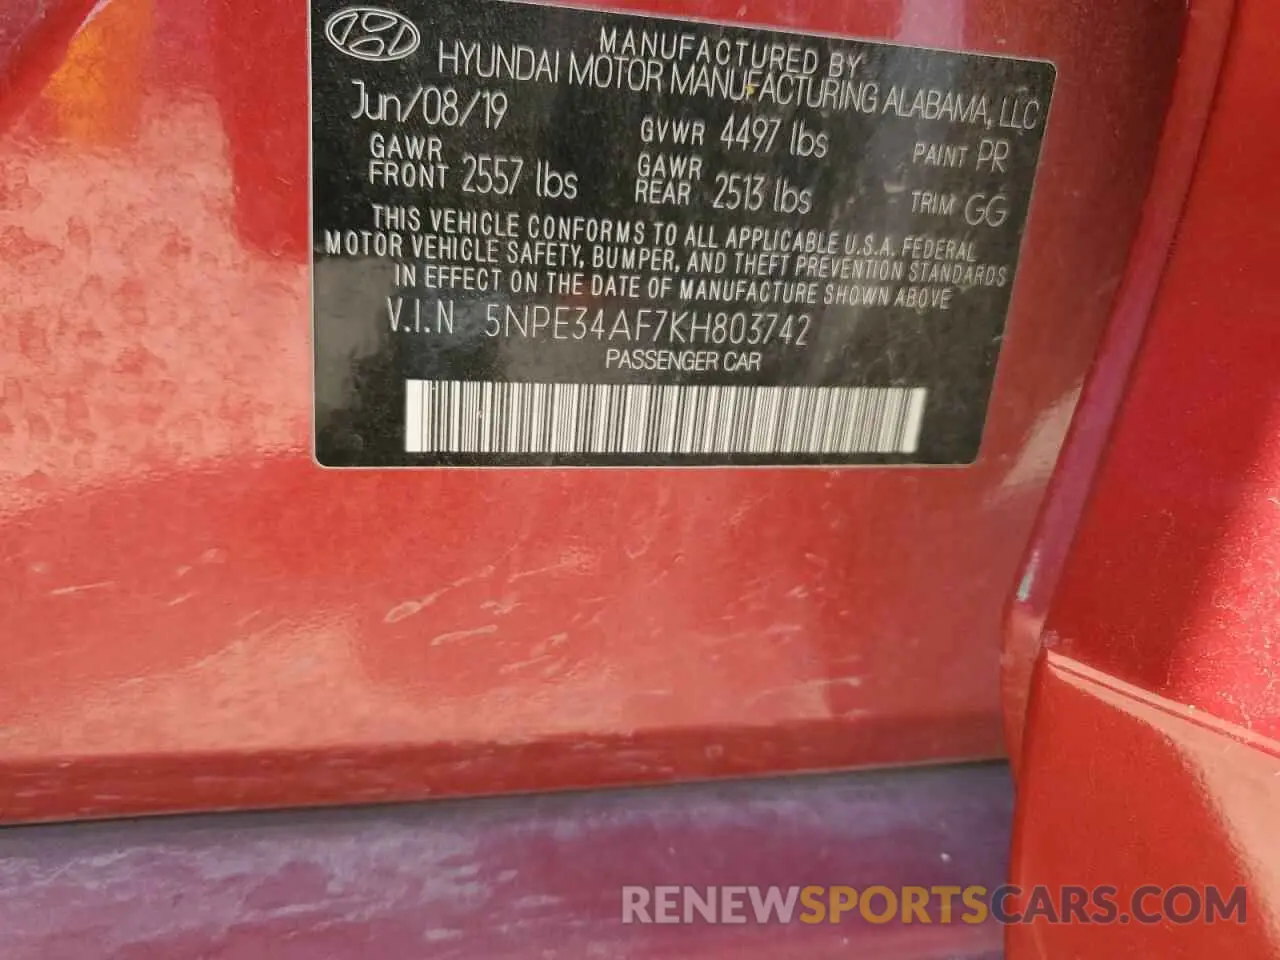 MANUFACTURED BY
HYUNDAI MOTOR MANUFACTURING ALABAMA, LLC
Jun/08/19 GVWR 4497 lbs PAINT PR
GAWR FRONT 2557 lbs GAWR REAR 2513 lbs TRIM GG
THIS VEHICLE CONFORMS TO ALL APPLICABLE U.S.A. FEDERAL
MOTOR VEHICLE SAFETY, BUMPER, AND THEFT PREVENTION STANDARDS
IN EFFECT ON THE DATE OF MANUFACTURE SHOWN ABOVE
V.I.N 5NPE34AF7KH803742
PASSENGER CAR
RENEWSPORTSCARS.COM